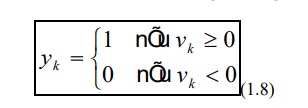 y_k = { 1 nÕu v_k ≥ 0
0 nÕu v_k < 0
(1.8)